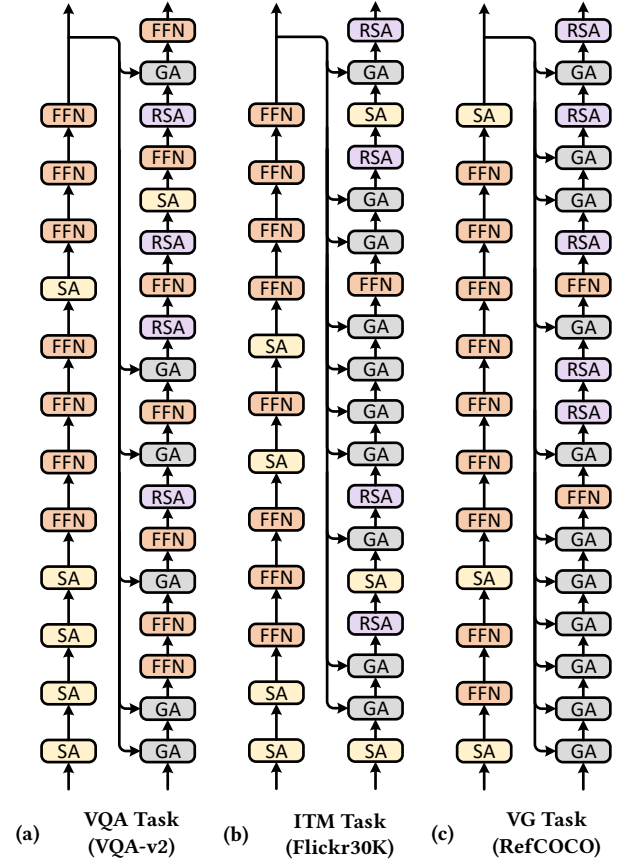 FFN
FFN
FFN
SA
FFN
FFN
FFN
FFN
SA
SA
SA
SA
FFN
GA
RSA
FFN
SA
RSA
FFN
RSA
GA
FFN
GA
RSA
FFN
GA
FFN
FFN
GA
GA
(a) VQA Task
(VQA-v2)
FFN
FFN
FFN
FFN
SA
FFN
SA
FFN
FFN
FFN
SA
SA
RSA
GA
SA
RSA
GA
GA
FFN
GA
GA
GA
GA
RSA
GA
SA
RSA
GA
GA
SA
(b) ITM Task
(Flickr30K)
SA
FFN
FFN
FFN
FFN
FFN
FFN
FFN
SA
FFN
FFN
SA
RSA
GA
RSA
GA
GA
RSA
FFN
GA
RSA
RSA
GA
FFN
GA
GA
GA
GA
GA
GA
(c) VG Task
(RefCOCO)